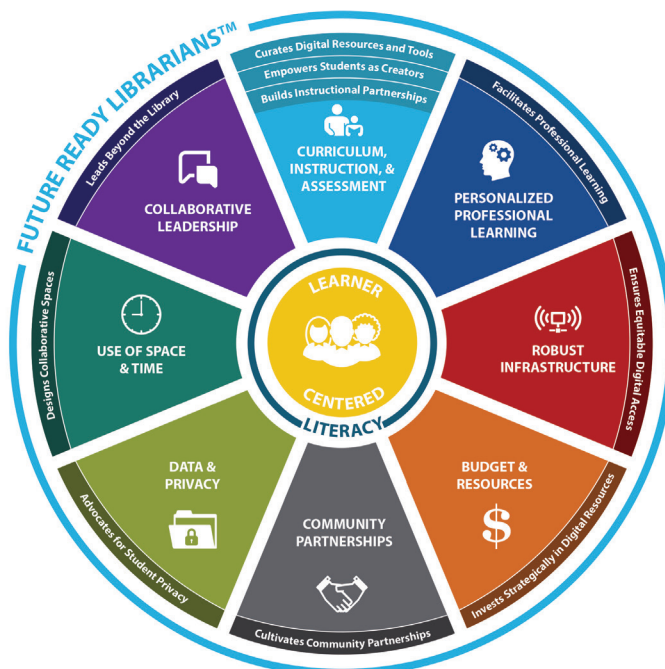 FUTURE READY LIBRARIANS™
Curates Digital Resources and Tools
Empowers Students as Creators
Builds Instructional Partnerships
CURRICULUM,
INSTRUCTION, &
ASSESSMENT
Facilitates Professional Learning
PERSONALIZED
PROFESSIONAL
LEARNING
Ensures Equitable Digital Access
ROBUST
INFRASTRUCTURE
BUDGET &
RESOURCES
$
Invests Strategically in Digital Resources
COMMUNITY
PARTNERSHIPS
Cultivates Community Partnerships
DATA &
PRIVACY
Advocates for Student Privacy
USE OF SPACE
& TIME
Designs Collaborative Spaces
COLLABORATIVE
LEADERSHIP
Leads Beyond the Library
LEARNER
CENTERED
LITERACY